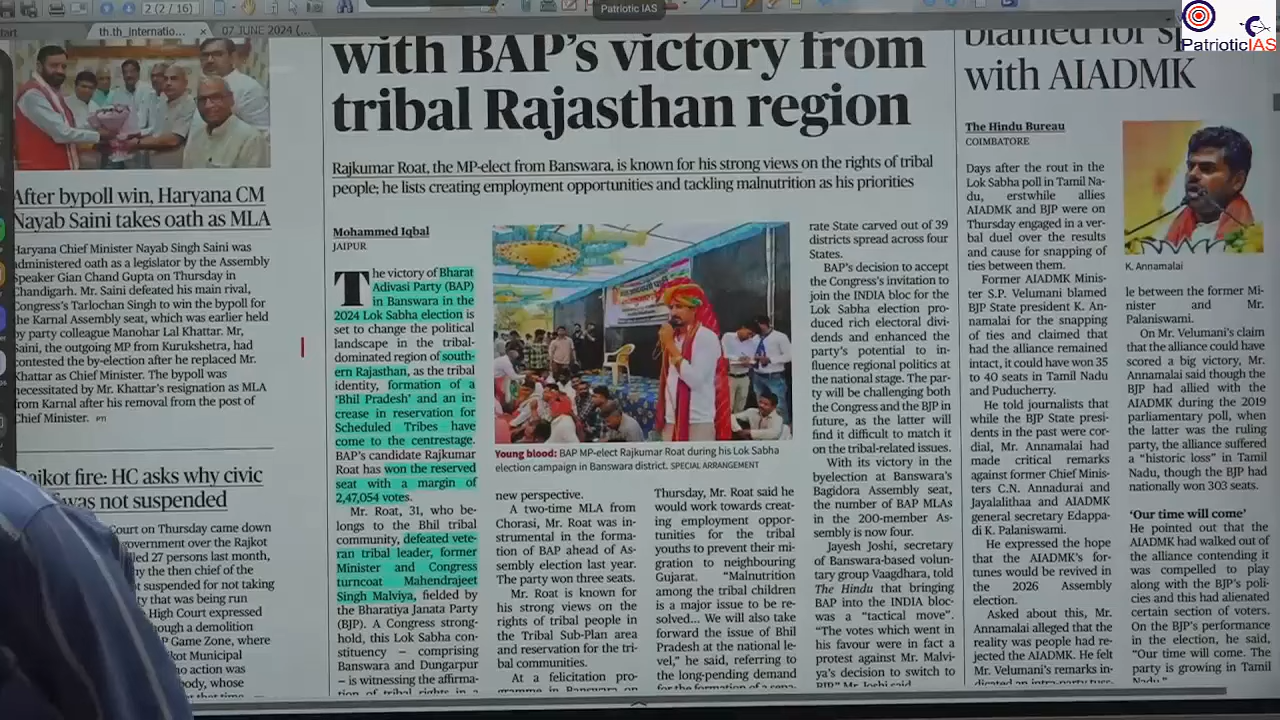 2 (2 / 16)
Patriotic IAS
PatrioticIAS
th.th_Internatio...
07 JUNE 2024 (...
After bypoll win, Haryana CM
Nayab Saini takes oath as MLA
Haryana Chief Minister Nayab Singh Saini was
administered oath as a legislator by the Assembly
Speaker Gian Chand Gupta on Thursday in
Chandigarh. Mr. Saini defeated his main rival,
Congress's Tarlochan Singh to win the bypoll for
the Karnal Assembly seat, which was earlier held
by party colleague Manohar Lal Khattar. Mr,
Saini, the outgoing MP from Kurukshetra, had
contested the by-election after he replaced Mr.
Khattar as Chief Minister. The bypoll was
necessitated by Mr. Khattar's resignation as MLA
from Karnal after his removal from the post of
Chief Minister. PTI
Rajkot fire: HC asks why civic
was not suspended
Court on Thursday came down
government over the Rajkot
led 27 persons last month,
y the then chief of the
suspended for not taking
ty that was being run
High Court expressed
hough a demolition
P Game Zone, where
kot Municipal
no action was
body, whose
with BAP's victory from
tribal Rajasthan region
Rajkumar Roat, the MP-elect from Banswara, is known for his strong views on the rights of tribal
people; he lists creating employment opportunities and tackling malnutrition as his priorities
Mohammed Iqbal
JAIPUR
The victory of Bharat
Adivasi Party (BAP)
in Banswara in the
2024 Lok Sabha election is
set to change the political
landscape in the tribal-
dominated region of south-
ern Rajasthan, as the tribal
identity, formation of a
'Bhil Pradesh' and an in-
crease in reservation for
Scheduled Tribes have
come to the centrestage.
BAP's candidate Rajkumar
Roat has won the reserved
seat with a margin of
2,47,054 votes.
Mr. Roat, 31, who be-
longs to the Bhil tribal
community, defeated vete-
ran tribal leader, former
Minister and Congress
turncoat Mahendrajeet
Singh Malviya, fielded by
the Bharatiya Janata Party
(BJP). A Congress strong-
hold, this Lok Sabha con-
stituency – comprising
Banswara and Dungarpur
– is witnessing the affirma-
tion of tribal rights in a
Young blood: BAP MP-elect Rajkumar Roat during his Lok Sabha
election campaign in Banswara district. SPECIAL ARRANGEMENT
new perspective.
A two-time MLA from
Chorasi, Mr. Roat was in-
strumental in the forma-
tion of BAP ahead of As-
sembly election last year.
The party won three seats.
Mr. Roat is known for
his strong views on the
rights of tribal people in
the Tribal Sub-Plan area
and reservation for the tri-
bal communities.
At a felicitation pro-
gramme in Banswara on
Thursday, Mr. Roat said he
would work towards creat-
ing employment oppor-
tunities for the tribal
youths to prevent their mi-
gration to neighbouring
Gujarat. "Malnutrition
among the tribal children
is a major issue to be re-
solved... We will also take
forward the issue of Bhil
Pradesh at the national le-
vel," he said, referring to
the long-pending demand
for the formation of a sepa-
rate State carved out of 39
districts spread across four
States.
BAP's decision to accept
the Congress's invitation to
join the INDIA bloc for the
Lok Sabha election pro-
duced rich electoral divi-
dends and enhanced the
party's potential to in-
fluence regional politics at
the national stage. The par-
ty will be challenging both
the Congress and the BJP in
future, as the latter will
find it difficult to match it
on the tribal-related issues.
With its victory in the
byelection at Banswara's
Bagidora Assembly seat,
the number of BAP MLAs
in the 200-member As-
sembly is now four.
Jayesh Joshi, secretary
of Banswara-based volun-
tary group Vaagdhara, told
The Hindu that bringing
BAP into the INDIA bloc-
was a "tactical move".
"The votes which went in
his favour were in fact a
protest against Mr. Malvi-
ya's decision to switch to
BJP," Mr. Joshi said.
with AIADMK
The Hindu Bureau
COIMBATORE
Days after the rout in the
Lok Sabha poll in Tamil Na-
du, erstwhile allies
AIADMK and BJP were on
Thursday engaged in a ver-
bal duel over the results
and cause for snapping of
ties between them.
Former AIADMK Minis-
ter S.P. Velumani blamed
BJP State president K. An-
namalai for the snapping
of ties and claimed that
had the alliance remained
intact, it could have won 35
to 40 seats in Tamil Nadu
and Puducherry.
He told journalists that
while the BJP State presi-
dents in the past were cor-
dial, Mr. Annamalai had
made critical remarks
against former Chief Minis-
ters C.N. Annadurai and
Jayalalithaa and AIADMK
general secretary Edappa-
di K. Palaniswami.
He expressed the hope
that the AIADMK's for-
tunes would be revived in
the 2026 Assembly
election.
Asked about this, Mr.
Annamalai alleged that the
reality was people had re-
jected the AIADMK. He felt
Mr. Velumani's remarks in-
dicated an intra-party tuss-
K. Annamalai
le between the former Mi-
nister and Mr.
Palaniswami.
On Mr. Velumani's claim
that the alliance could have
scored a big victory, Mr.
Annamalai said though the
BJP had allied with the
AIADMK during the 2019
parliamentary poll, when
the latter was the ruling
party, the alliance suffered
a "historic loss" in Tamil
Nadu, though the BJP had
nationally won 303 seats.
'Our time will come'
He pointed out that the
AIADMK had walked out of
the alliance contending it
was compelled to play
along with the BJP's poli-
cies and this had alienated
certain section of voters.
On the BJP's performance
in the election, he said,
"Our time will come. The
party is growing in Tamil
Nadu."